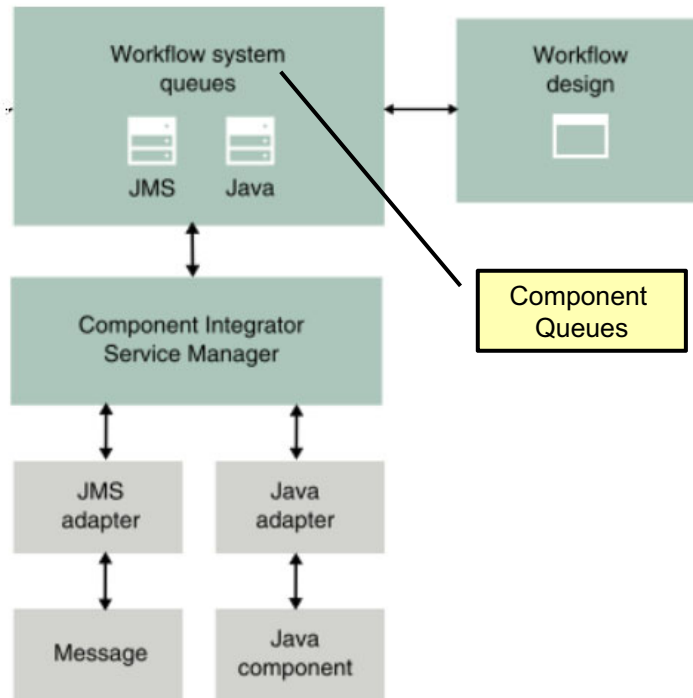 Workflow system
queues
JMS
Java
Workflow
design
Component
Queues
Component Integrator
Service Manager
JMS
adapter
Java
adapter
Message
Java
component